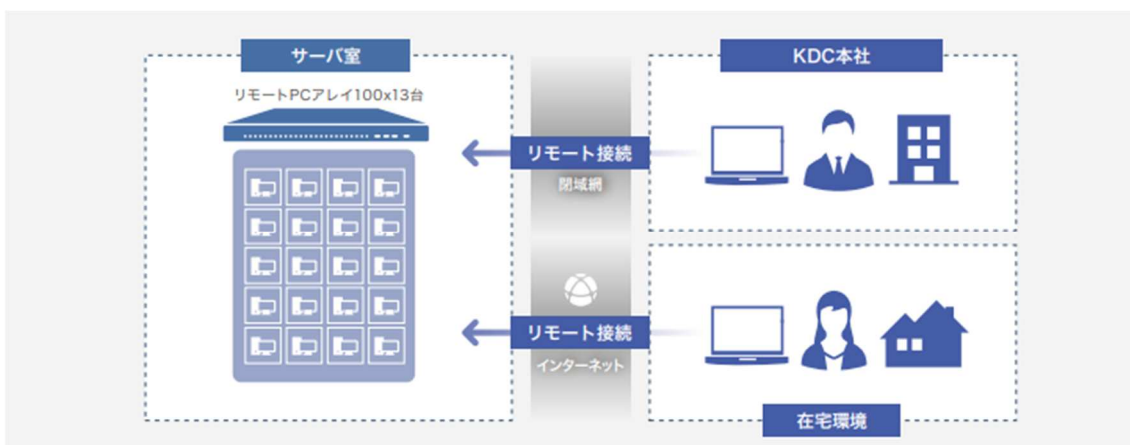 サーバ室
リモートPCアレイ100x13台
KDC本社
リモート接続
閉域網
リモート接続
インターネット
在宅環境